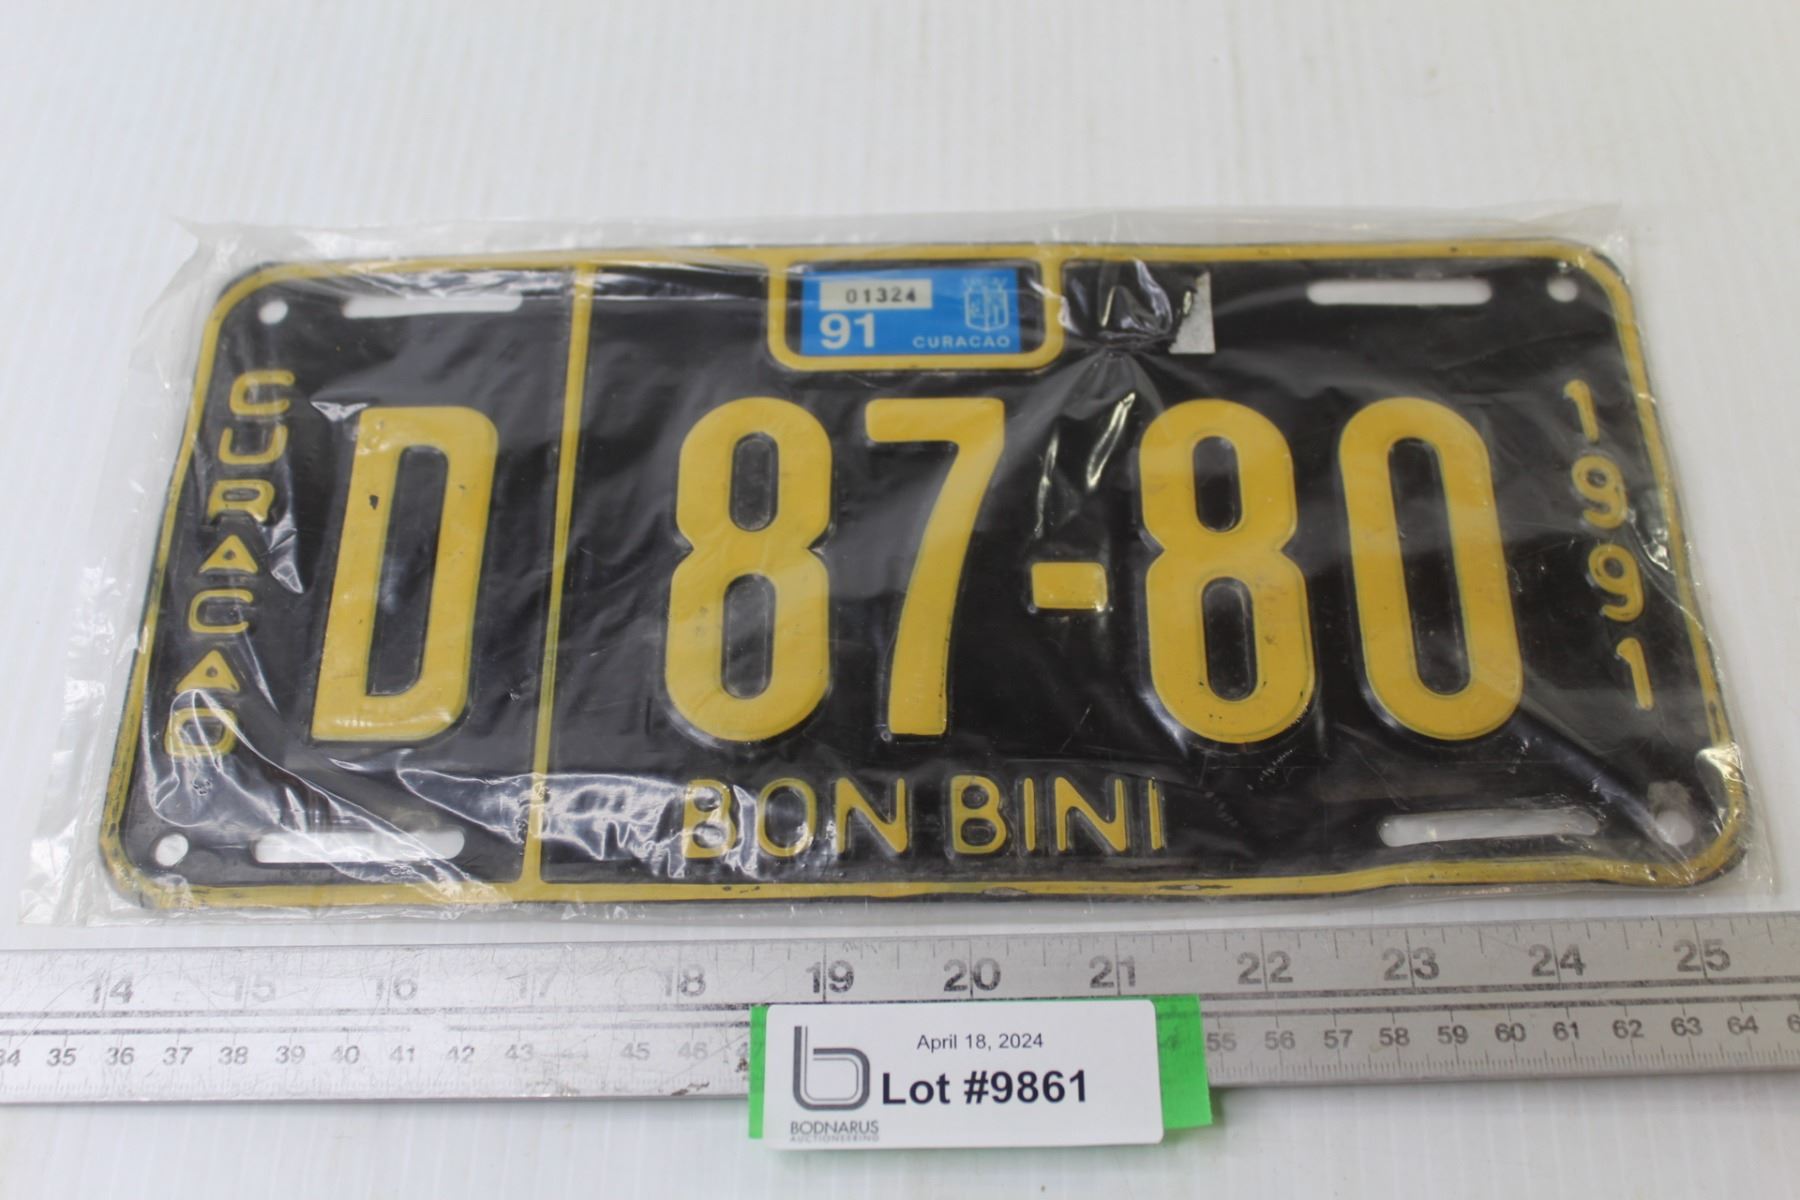 01324
91 CURACAO
CURACAO
D 87-80
1991
BON BINI
14 15 16 17 18 19 20 21 22 23 24 25
35 36 37 38 39 40 41 42 43 44 45 46 55 56 57 58 59 60 61 62 63 64
April 18, 2024
Lot #9861
BODNARUS
AUCTIONEERING